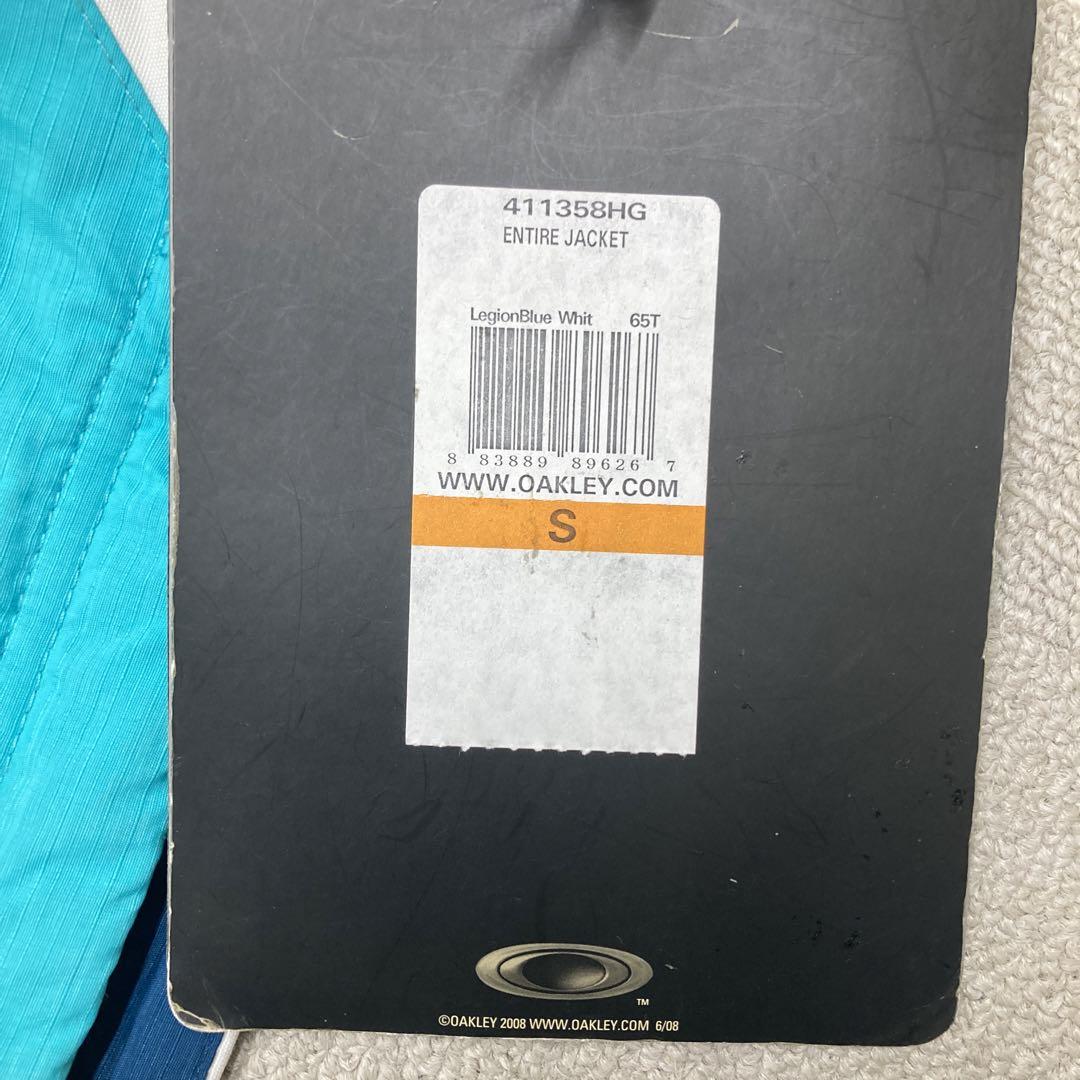 411358HG
ENTIRE JACKET
LegionBlue Whit 65T
8 83889 89626 7
WWW.OAKLEY.COM
S
TM
©OAKLEY 2008 WWW.OAKLEY.COM 6/08